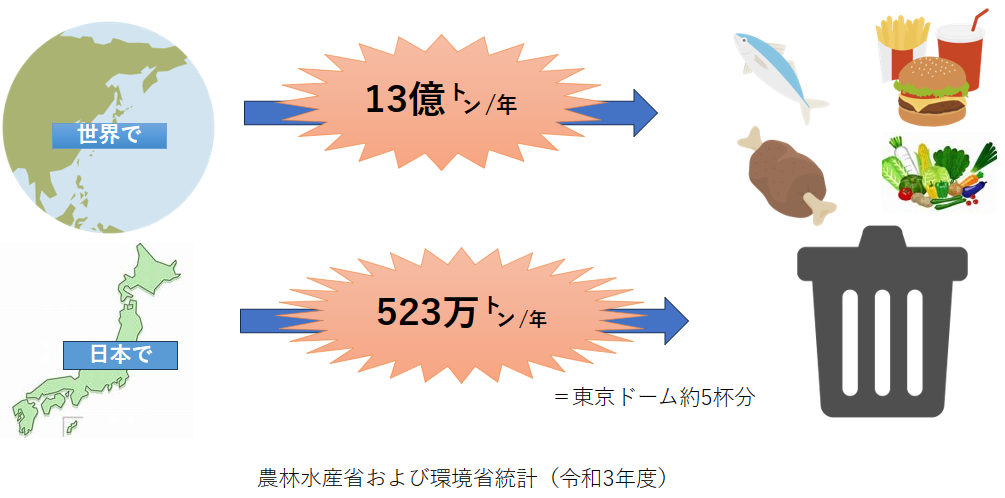 世界で
13億㌧/年
日本で
523万㌧/年
＝東京ドーム約5杯分
農林水産省および環境省統計（令和3年度）